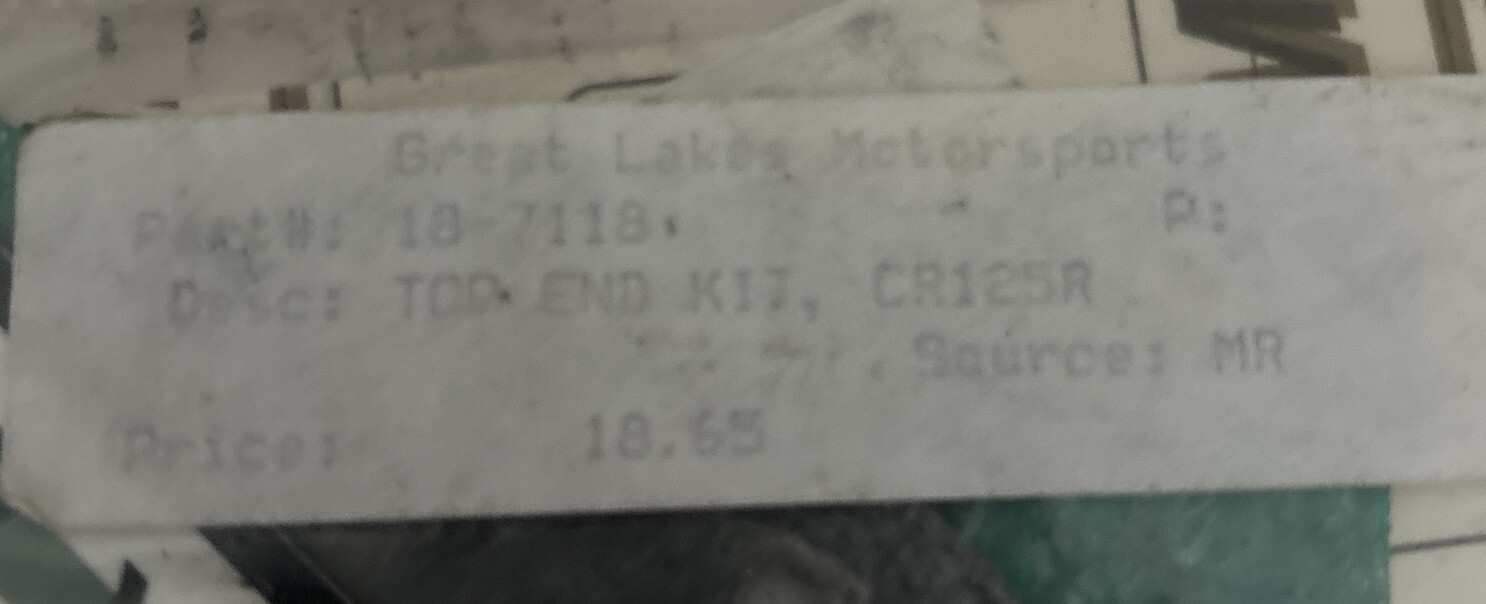 Great Lakes Motorsports
Part#: 18-7118 P:
Desc: TOP END KIT, CR125R
Source: MR
Price: 18.65